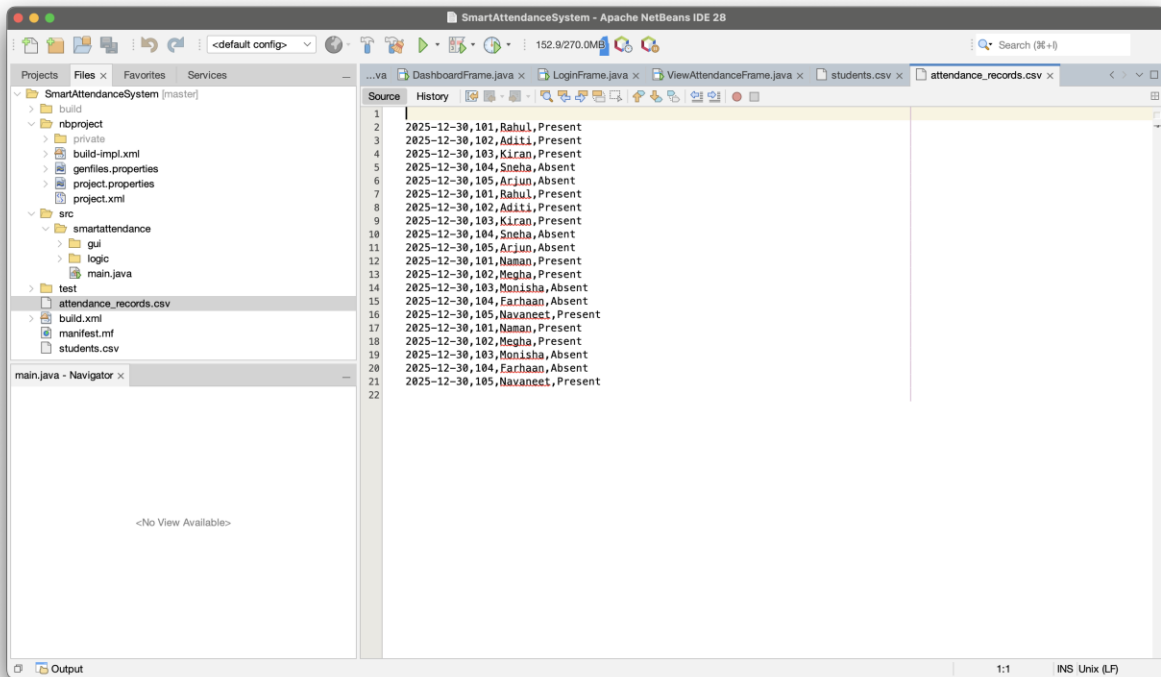 SmartAttendanceSystem - Apache NetBeans IDE 28
<default config>
152.9/270.0MB
Search (⌘+I)
Projects Files × Favorites Services
...va DashboardFrame.java × LoginFrame.java × ViewAttendanceFrame.java × students.csv × attendance_records.csv ×
SmartAttendanceSystem [master]
build
nbproject
private
build-impl.xml
genfiles.properties
project.properties
project.xml
src
smartattendance
gui
logic
main.java
test
attendance_records.csv
build.xml
manifest.mf
students.csv
main.java - Navigator ×
<No View Available>
Source History
1
2 2025-12-30,101,Rahul,Present
3 2025-12-30,102,Aditi,Present
4 2025-12-30,103,Kiran,Present
5 2025-12-30,104,Sneha,Absent
6 2025-12-30,105,Arjun,Absent
7 2025-12-30,101,Rahul,Present
8 2025-12-30,102,Aditi,Present
9 2025-12-30,103,Kiran,Present
10 2025-12-30,104,Sneha,Absent
11 2025-12-30,105,Arjun,Absent
12 2025-12-30,101,Naman,Present
13 2025-12-30,102,Megha,Present
14 2025-12-30,103,Monisha,Absent
15 2025-12-30,104,Farhaan,Absent
16 2025-12-30,105,Navaneet,Present
17 2025-12-30,101,Naman,Present
18 2025-12-30,102,Megha,Present
19 2025-12-30,103,Monisha,Absent
20 2025-12-30,104,Farhaan,Absent
21 2025-12-30,105,Navaneet,Present
22
Output
1:1 INS Unix (LF)